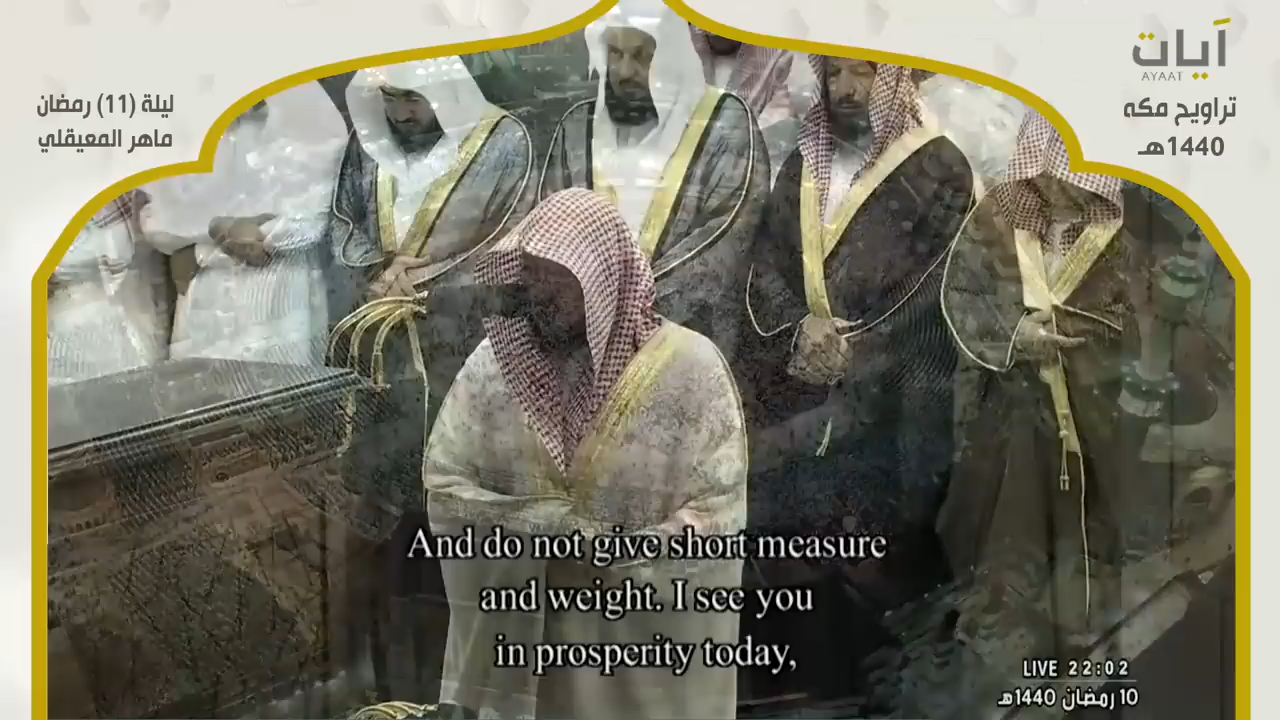 آيات
AYAAT
تراويح مكه
1440هـ
ليلة (11) رمضان
ماهر المعيقلي
And do not give short measure
and weight. I see you
in prosperity today,
LIVE 22:02
10 رمضان 1440هـ